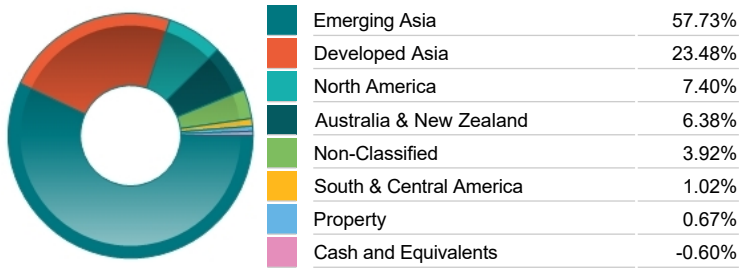 Emerging Asia 57.73%
Developed Asia 23.48%
North America 7.40%
Australia & New Zealand 6.38%
Non-Classified 3.92%
South & Central America 1.02%
Property 0.67%
Cash and Equivalents -0.60%